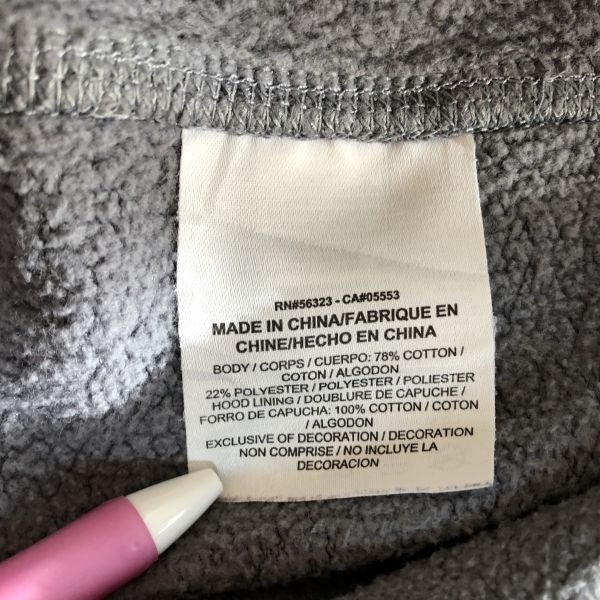 RN#56323 - CA#05553
MADE IN CHINA/FABRIQUE EN
CHINE/HECHO EN CHINA
BODY / CORPS / CUERPO: 78% COTTON /
COTON / ALGODON
22% POLYESTER / POLYESTER / POLIESTER
HOOD LINING / DOUBLURE DE CAPUCHE /
FORRO DE CAPUCHA: 100% COTTON / COTON
/ ALGODON
EXCLUSIVE OF DECORATION / DECORATION
NON COMPRISE / NO INCLUYE LA
DECORACION